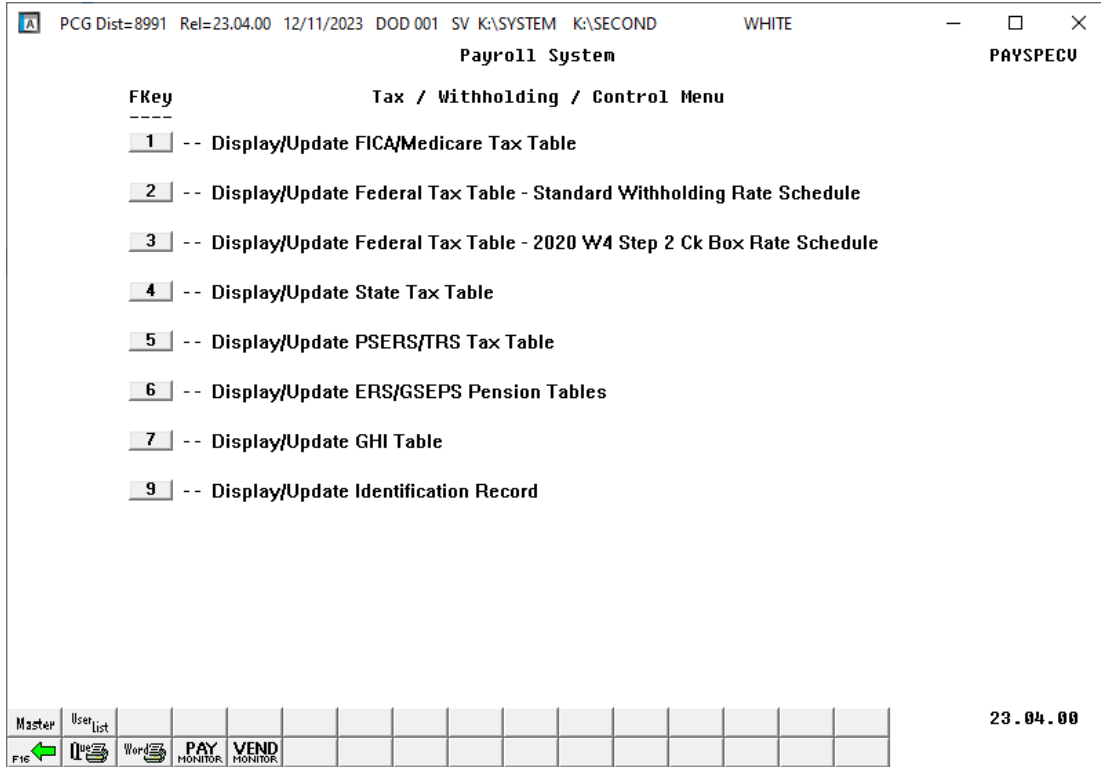 A PCG Dist=8991 Rel=23.04.00 12/11/2023 DOD 001 SV K:\SYSTEM K:\SECOND WHITE
Payroll System PAYSPECV
FKey Tax / Withholding / Control Menu
----
1 -- Display/Update FICA/Medicare Tax Table
2 -- Display/Update Federal Tax Table - Standard Withholding Rate Schedule
3 -- Display/Update Federal Tax Table - 2020 W4 Step 2 Ck Box Rate Schedule
4 -- Display/Update State Tax Table
5 -- Display/Update PSERS/TRS Tax Table
6 -- Display/Update ERS/GSEPS Pension Tables
7 -- Display/Update GHI Table
9 -- Display/Update Identification Record
Master User List 23.04.00
F16 Que Word PAY MONITOR VEND MONITOR